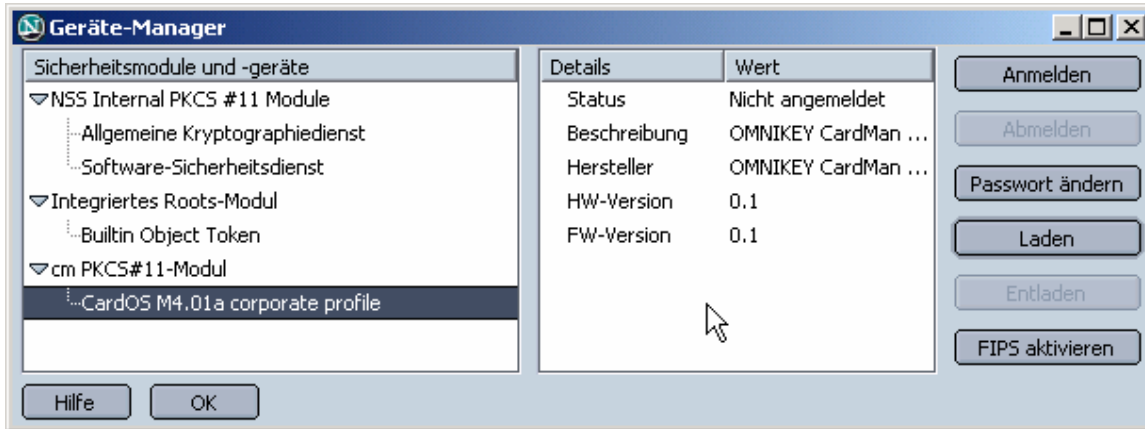 Geräte-Manager
Sicherheitsmodule und -geräte
NSS Internal PKCS #11 Module
Allgemeine Kryptographiedienst
Software-Sicherheitsdienst
Integriertes Roots-Modul
Builtin Object Token
cm PKCS#11-Modul
CardOS M4.01a corporate profile
Details Wert
Status Nicht angemeldet
Beschreibung OMNIKEY CardMan ...
Hersteller OMNIKEY CardMan ...
HW-Version 0.1
FW-Version 0.1
Anmelden
Abmelden
Passwort ändern
Laden
Entladen
FIPS aktivieren
Hilfe OK